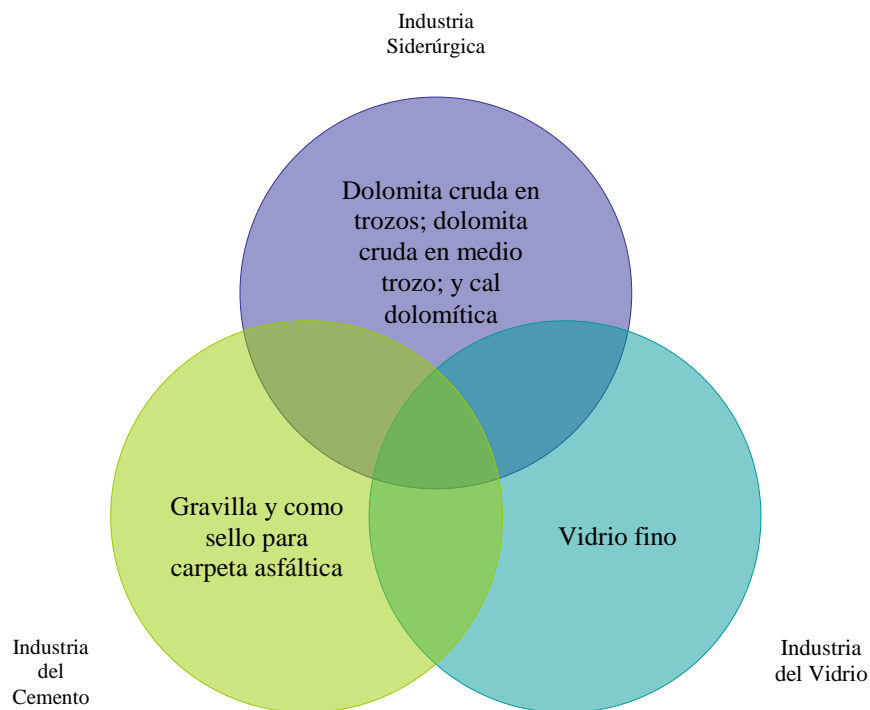 Industria
Siderúrgica
Dolomita cruda en
trozos; dolomita
cruda en medio
trozo; y cal
dolomítica
Gravilla y como
sello para
carpeta asfáltica
Vidrio fino
Industria
del
Cemento
Industria
del Vidrio